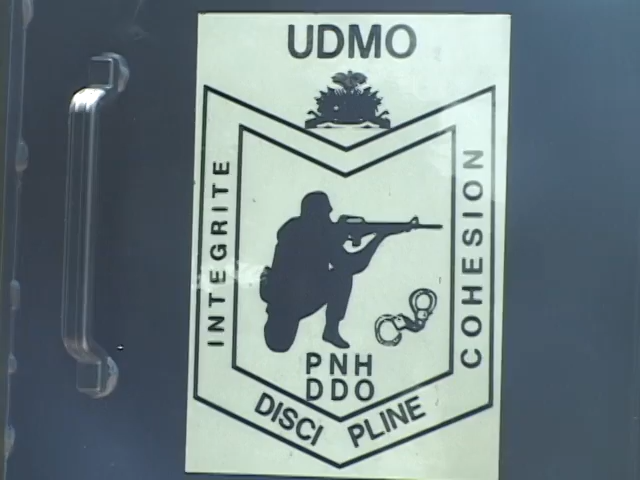 UDMO
INTEGRITE
COHESION
PNH
DDO
DISCI PLINE